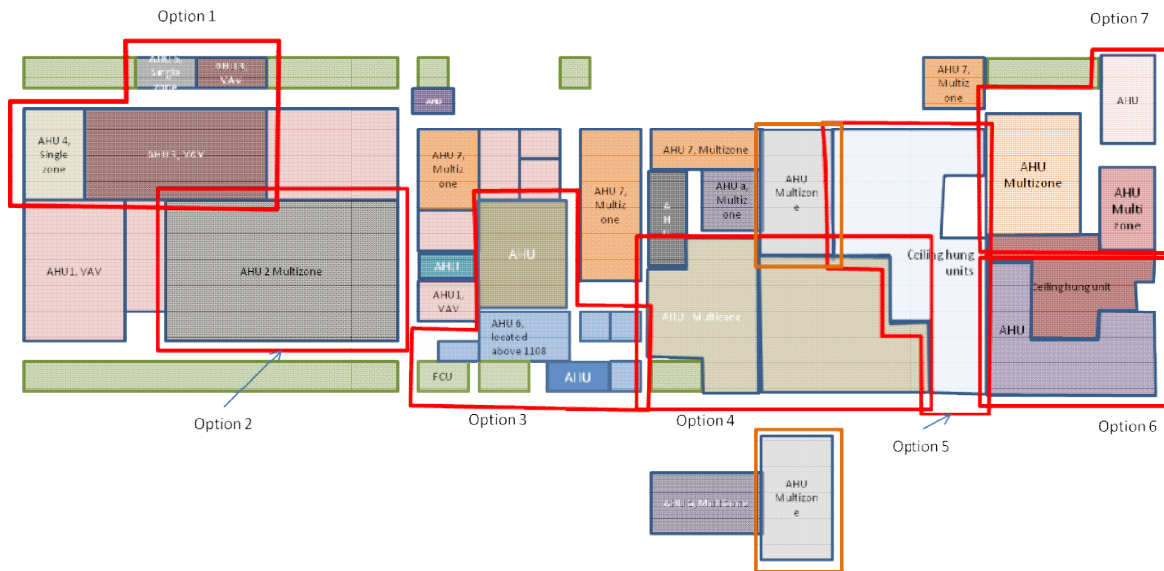 Option 1
Option 7
AHU 5,
Single
zone
AHU 3,
VAV
AHU
AHU 7,
Multiz
one
AHU
AHU 4,
Single
zone
AHU 3, VAV
AHU 7,
Multiz
one
AHU 7,
Multiz
one
AHU 7, Multizone
AHU a,
Multiz
one
AHU
Multizon
e
AHU
Multizone
AHU
Multi
zone
AHU 1, VAV
AHU 2 Multizone
AHU
AHU 1,
VAV
AHU
Ceiling hung
units
Ceiling hung unit
AHU
AHU 6,
located
above 1108
FCU
AHU
Multizone
Option 2
Option 3
Option 4
Option 5
Option 6
Multizone
AHU
Multizon
e